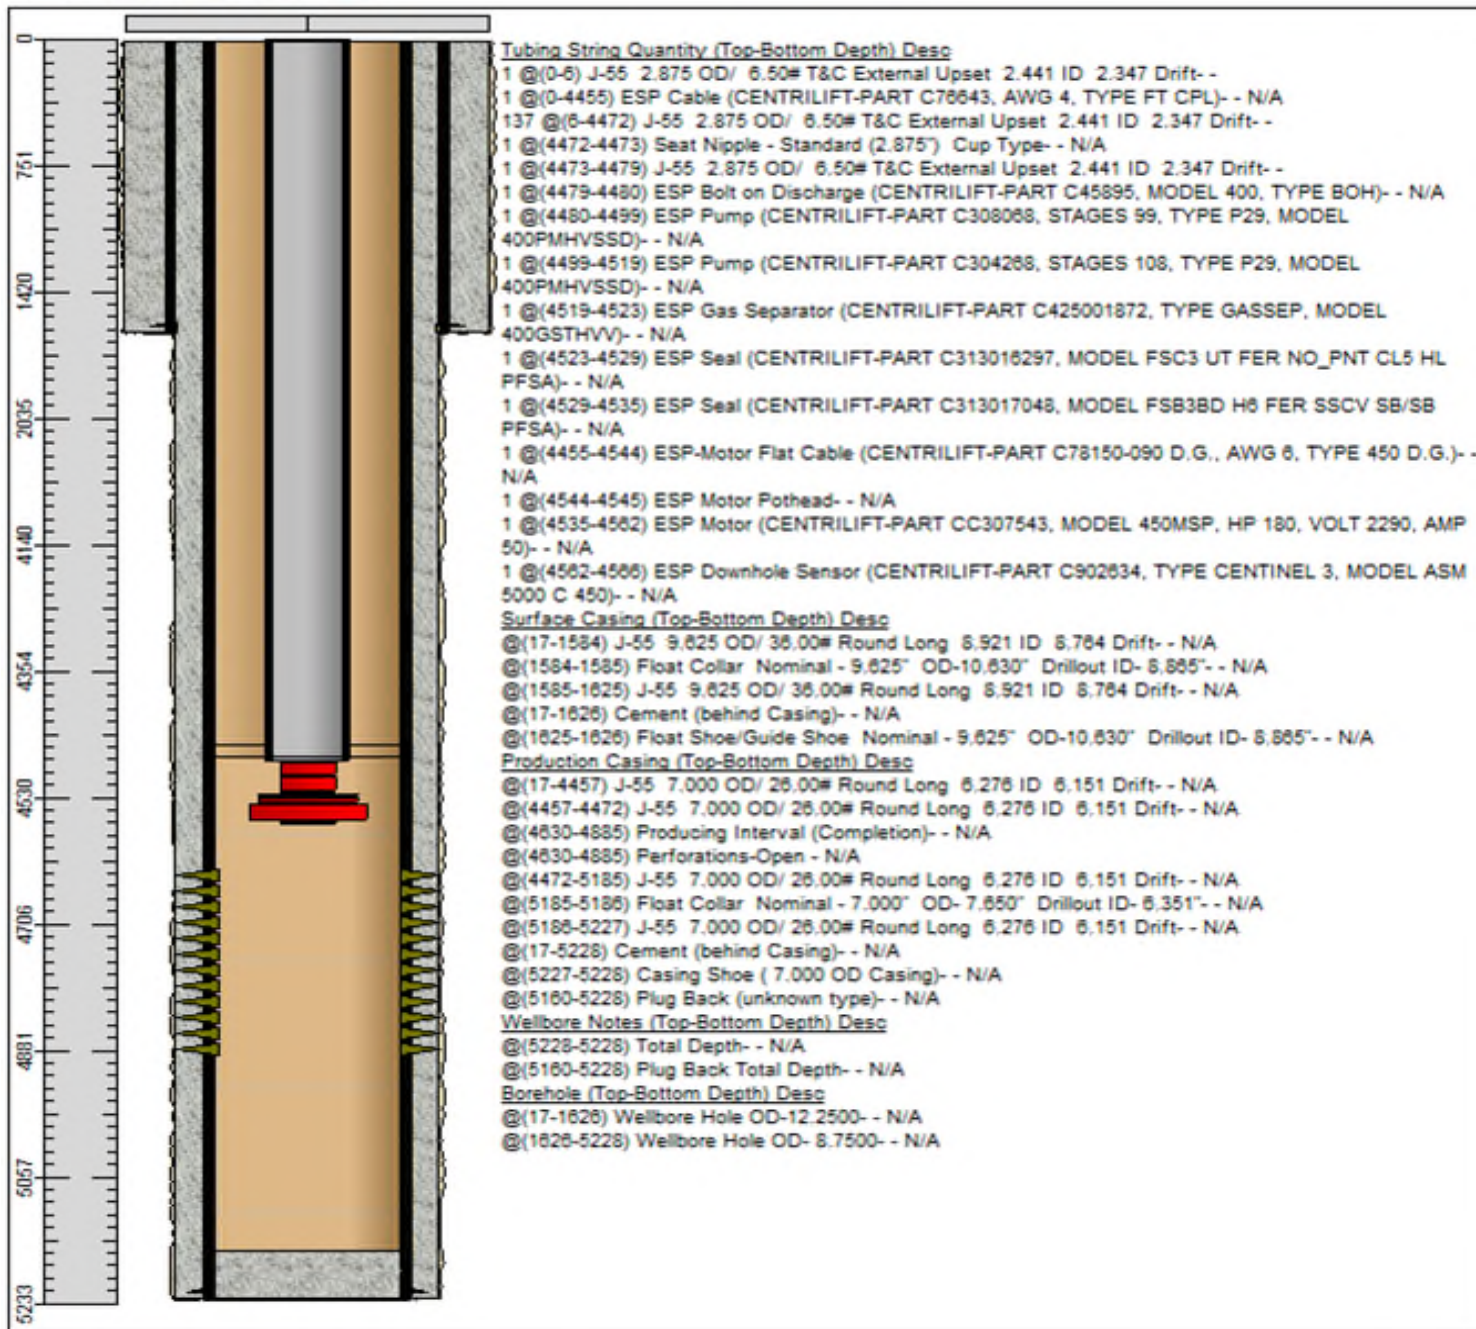 0
751
1420
2035
4140
4354
4530
4706
4881
5057
5233
Tubing String Quantity (Top-Bottom Depth) Desc
1 @(0-6) J-55 2.875 OD/ 6.50# T&C External Upset 2.441 ID 2.347 Drift- -
1 @(0-4455) ESP Cable (CENTRILIFT-PART C76643, AWG 4, TYPE FT CPL)- - N/A
137 @(6-4472) J-55 2.875 OD/ 6.50# T&C External Upset 2.441 ID 2.347 Drift- -
1 @(4472-4473) Seat Nipple - Standard (2.875") Cup Type- - N/A
1 @(4473-4479) J-55 2.875 OD/ 6.50# T&C External Upset 2.441 ID 2.347 Drift- -
1 @(4479-4480) ESP Bolt on Discharge (CENTRILIFT-PART C45895, MODEL 400, TYPE BOH)- - N/A
1 @(4480-4499) ESP Pump (CENTRILIFT-PART C308068, STAGES 99, TYPE P29, MODEL
400PMHVSSD)- - N/A
1 @(4499-4519) ESP Pump (CENTRILIFT-PART C304268, STAGES 108, TYPE P29, MODEL
400PMHVSSD)- - N/A
1 @(4519-4523) ESP Gas Separator (CENTRILIFT-PART C425001872, TYPE GASSEP, MODEL
400GSTHVV)- - N/A
1 @(4523-4529) ESP Seal (CENTRILIFT-PART C313016297, MODEL FSC3 UT FER NO_PNT CL5 HL
PFSA)- - N/A
1 @(4529-4535) ESP Seal (CENTRILIFT-PART C313017048, MODEL FSB3BD H6 FER SSCV SB/SB
PFSA)- - N/A
1 @(4455-4544) ESP-Motor Flat Cable (CENTRILIFT-PART C78150-090 D.G., AWG 6, TYPE 450 D.G.)- -
N/A
1 @(4544-4545) ESP Motor Pothead- - N/A
1 @(4535-4562) ESP Motor (CENTRILIFT-PART CC307543, MODEL 450MSP, HP 180, VOLT 2290, AMP
50)- - N/A
1 @(4562-4566) ESP Downhole Sensor (CENTRILIFT-PART C902634, TYPE CENTINEL 3, MODEL ASM
5000 C 450)- - N/A
Surface Casing (Top-Bottom Depth) Desc
@(17-1584) J-55 9.625 OD/ 36.00# Round Long 8.921 ID 8.764 Drift- - N/A
@(1584-1585) Float Collar Nominal - 9.625" OD-10.630" Drillout ID- 8.865"- - N/A
@(1585-1625) J-55 9.625 OD/ 36.00# Round Long 8.921 ID 8.764 Drift- - N/A
@(17-1626) Cement (behind Casing)- - N/A
@(1625-1626) Float Shoe/Guide Shoe Nominal - 9.625" OD-10.630" Drillout ID- 8.865"- - N/A
Production Casing (Top-Bottom Depth) Desc
@(17-4457) J-55 7.000 OD/ 26.00# Round Long 6.276 ID 6.151 Drift- - N/A
@(4457-4472) J-55 7.000 OD/ 26.00# Round Long 6.276 ID 6.151 Drift- - N/A
@(4630-4885) Producing Interval (Completion)- - N/A
@(4630-4885) Perforations-Open - N/A
@(4472-5185) J-55 7.000 OD/ 26.00# Round Long 6.276 ID 6.151 Drift- - N/A
@(5185-5186) Float Collar Nominal - 7.000" OD- 7.650" Drillout ID- 6.351"- - N/A
@(5186-5227) J-55 7.000 OD/ 26.00# Round Long 6.276 ID 6.151 Drift- - N/A
@(17-5228) Cement (behind Casing)- - N/A
@(5227-5228) Casing Shoe ( 7.000 OD Casing)- - N/A
@(5160-5228) Plug Back (unknown type)- - N/A
Wellbore Notes (Top-Bottom Depth) Desc
@(5228-5228) Total Depth- - N/A
@(5160-5228) Plug Back Total Depth- - N/A
Borehole (Top-Bottom Depth) Desc
@(17-1626) Wellbore Hole OD-12.2500- - N/A
@(1626-5228) Wellbore Hole OD- 8.7500- - N/A